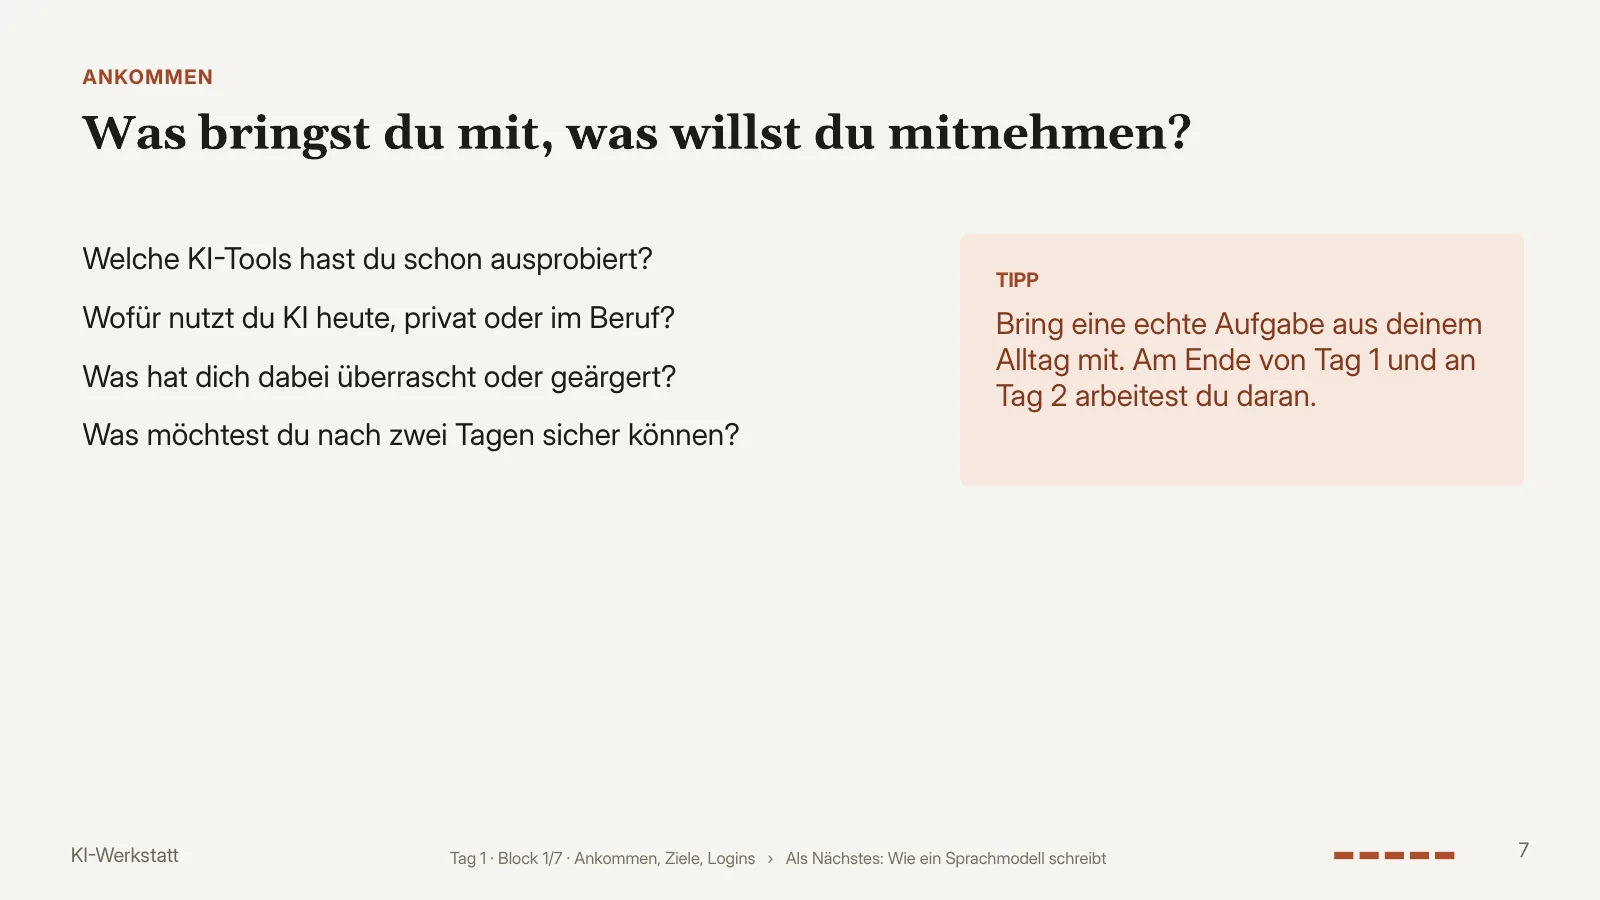 ANKOMMEN
Was bringst du mit, was willst du mitnehmen?
Welche KI-Tools hast du schon ausprobiert?
Wofür nutzt du KI heute, privat oder im Beruf?
Was hat dich dabei überrascht oder geärgert?
Was möchtest du nach zwei Tagen sicher können?
TIPP
Bring eine echte Aufgabe aus deinem
Alltag mit. Am Ende von Tag 1 und an
Tag 2 arbeitest du daran.
KI-Werkstatt
Tag 1 · Block 1/7 · Ankommen, Ziele, Logins › Als Nächstes: Wie ein Sprachmodell schreibt
7